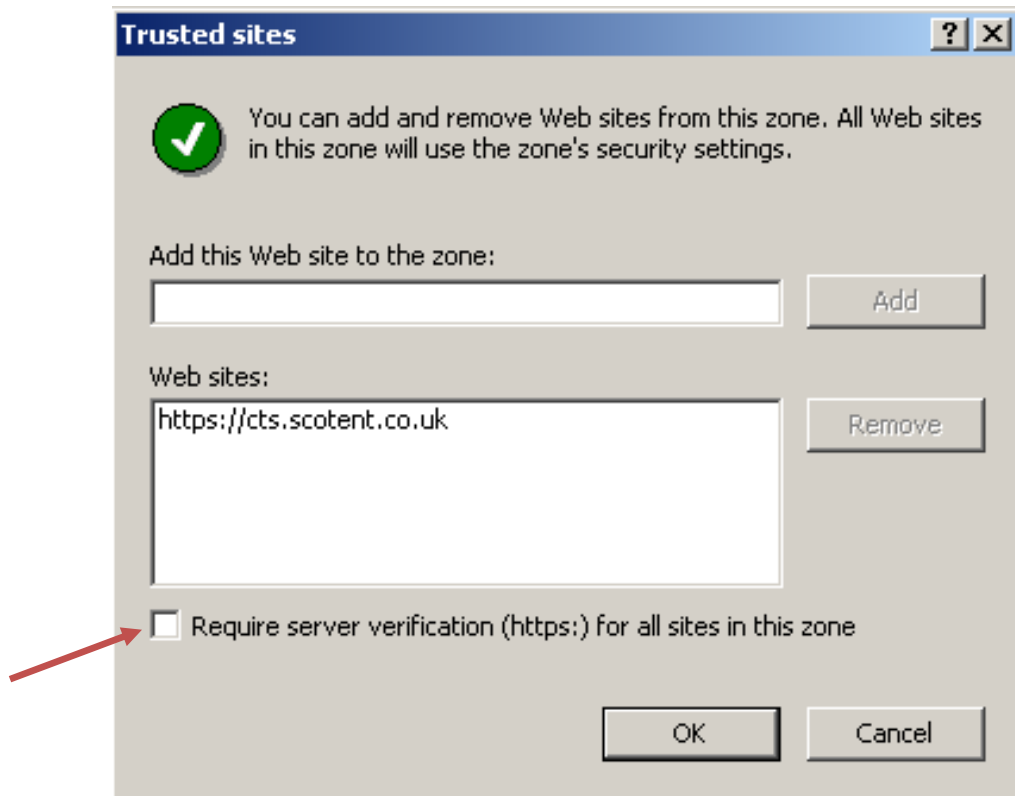 Trusted sites
You can add and remove Web sites from this zone. All Web sites
in this zone will use the zone's security settings.
Add this Web site to the zone:
Add
Web sites:
https://cts.scotent.co.uk
Remove
Require server verification (https:) for all sites in this zone
OK
Cancel